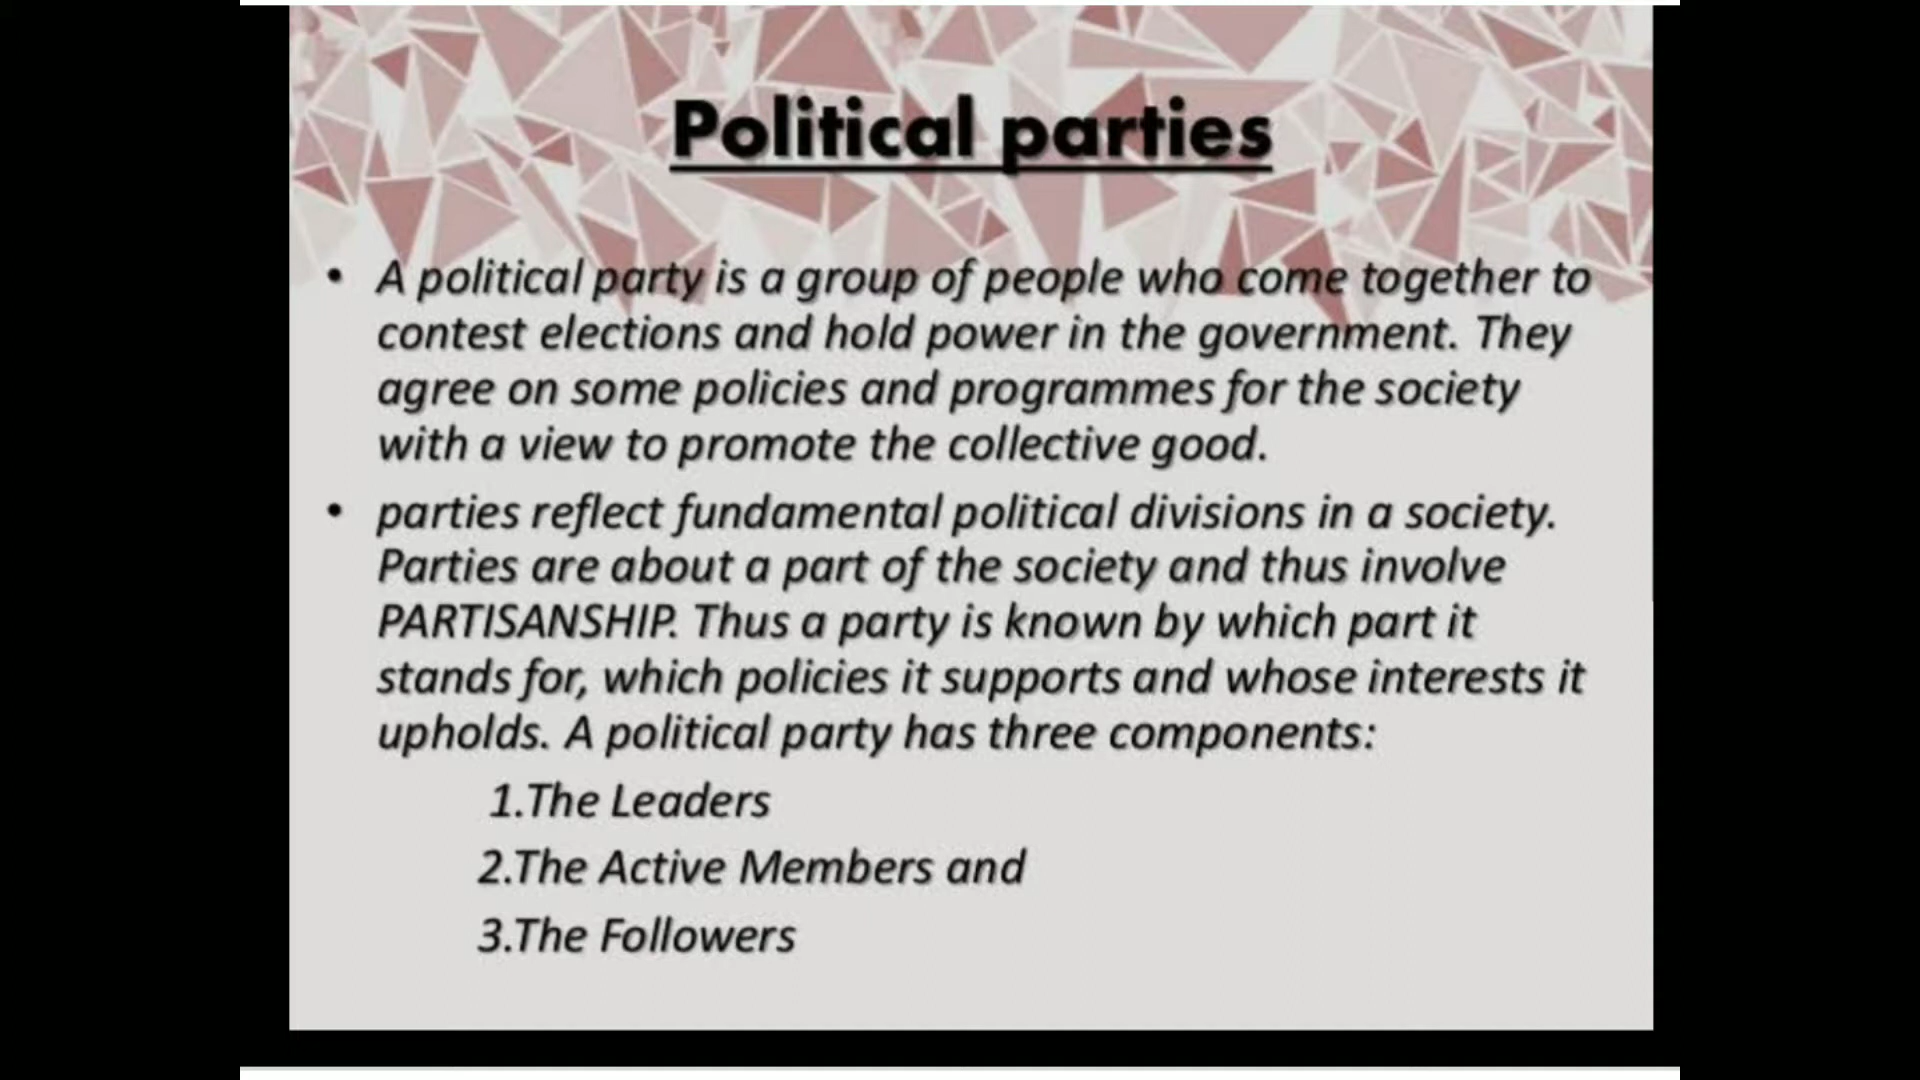 Political parties
• A political party is a group of people who come together to
contest elections and hold power in the government. They
agree on some policies and programmes for the society
with a view to promote the collective good.
• parties reflect fundamental political divisions in a society.
Parties are about a part of the society and thus involve
PARTISANSHIP. Thus a party is known by which part it
stands for, which policies it supports and whose interests it
upholds. A political party has three components:
1.The Leaders
2.The Active Members and
3.The Followers